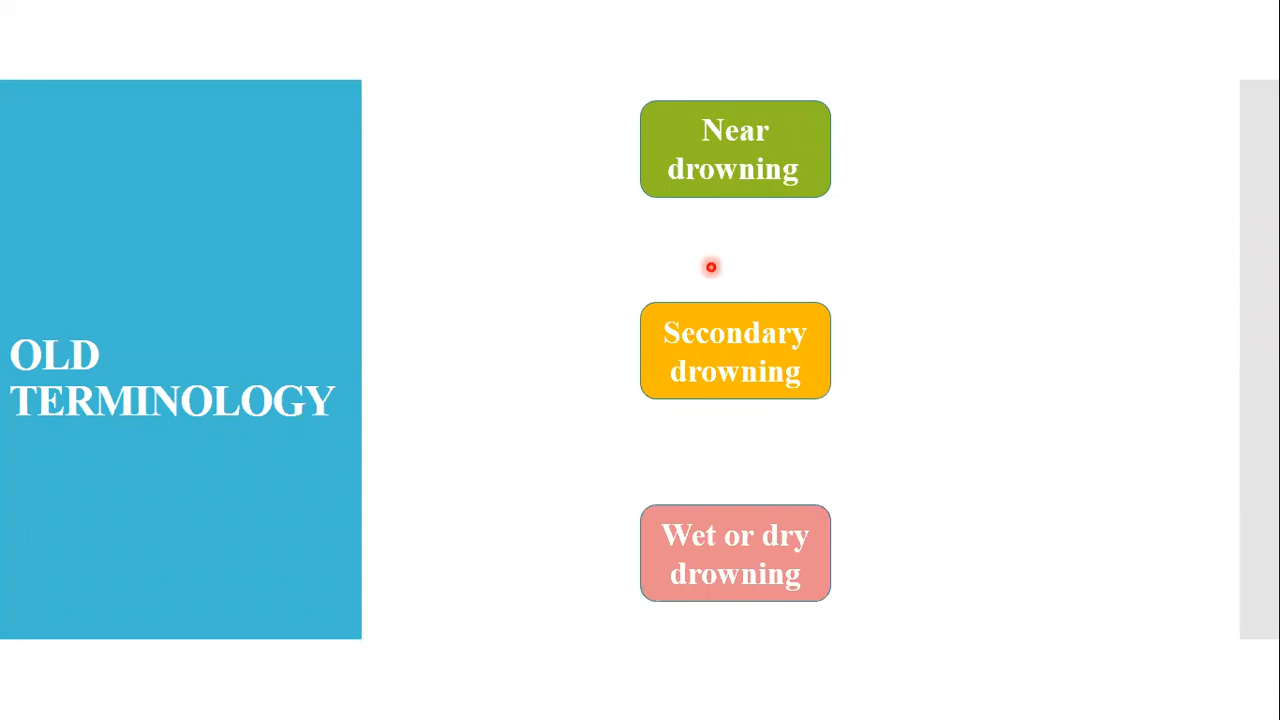 OLD
TERMINOLOGY
Near
drowning
Secondary
drowning
Wet or dry
drowning